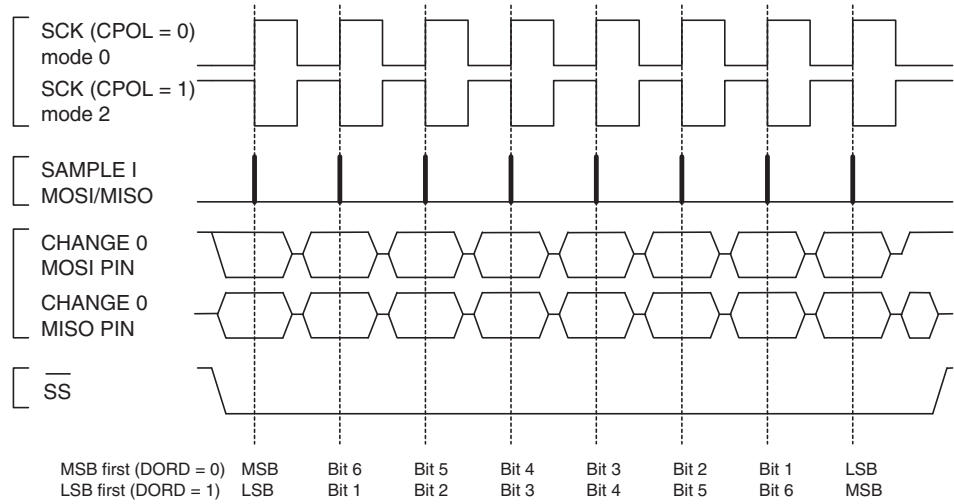 SCK (CPOL = 0)
mode 0
SCK (CPOL = 1)
mode 2
SAMPLE I
MOSI/MISO
CHANGE 0
MOSI PIN
CHANGE 0
MISO PIN
SS
MSB first (DORD = 0) MSB Bit 6 Bit 5 Bit 4 Bit 3 Bit 2 Bit 1 LSB
LSB first (DORD = 1) LSB Bit 1 Bit 2 Bit 3 Bit 4 Bit 5 Bit 6 MSB